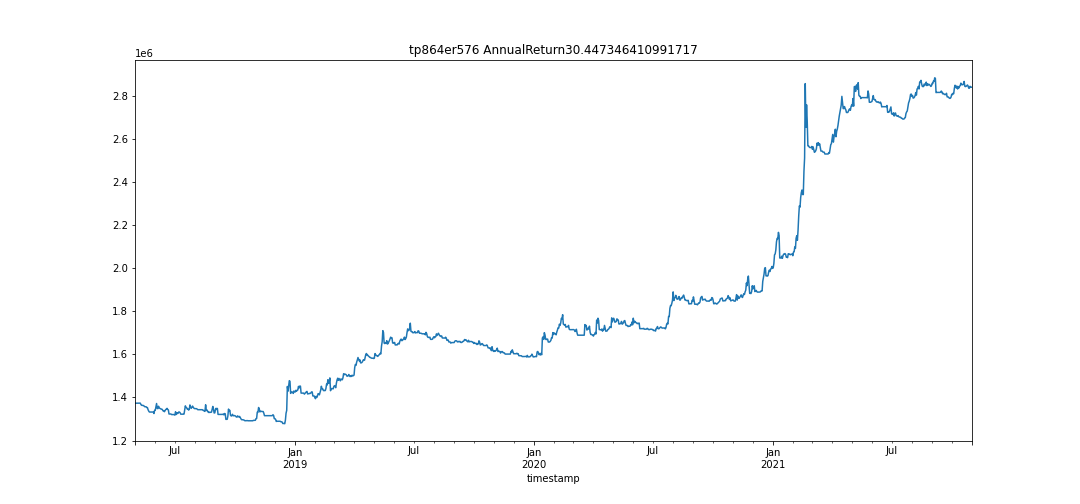 tp864er576 AnnualReturn30.447346410991717
1e6
2.8
2.6
2.4
2.2
2.0
1.8
1.6
1.4
1.2
Jul Jan Jul Jan Jul Jan Jul
2019 2020 2021
timestamp